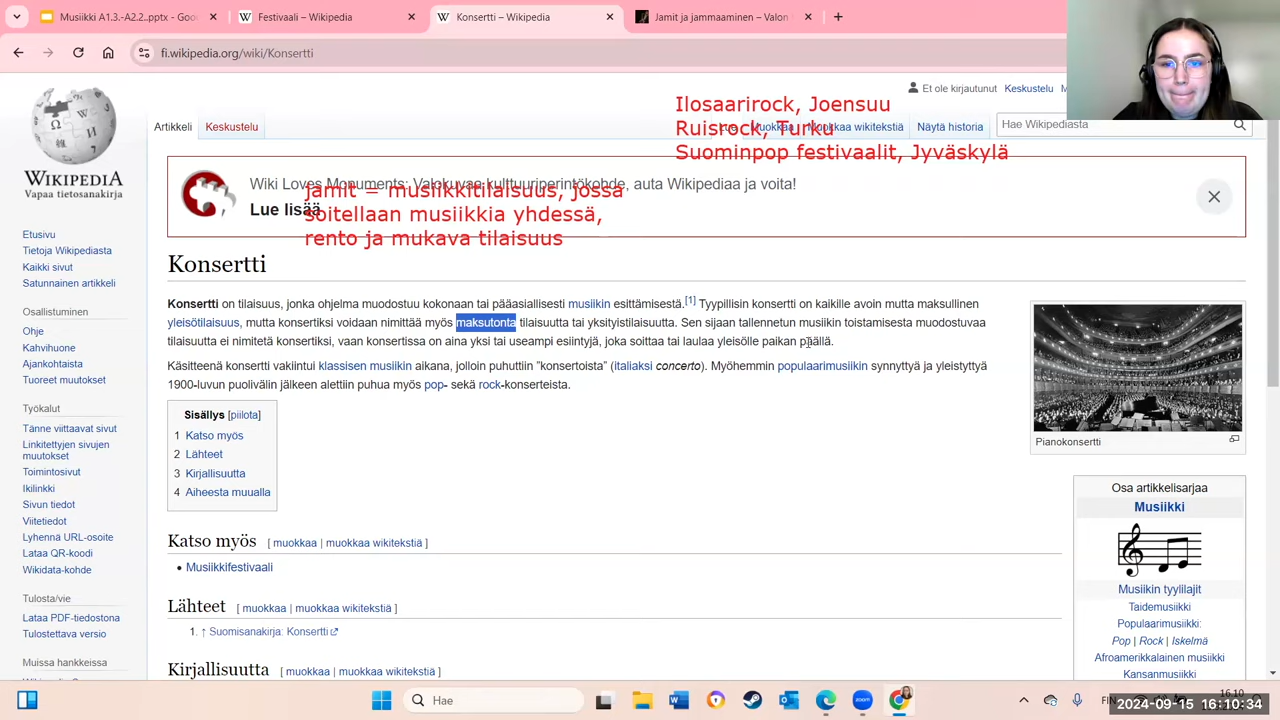 Musiikki A1.3.-A2.2..pptx - Goo
Festivaali – Wikipedia
Konsertti – Wikipedia
Jamit ja jammaaminen – Valon
fi.wikipedia.org/wiki/Konsertti
Et ole kirjautunut
Keskustelu
Ilosaarirock, Joensuu
Ruisrock, Turku
Suominpop festivaalit, Jyväskylä
Artikkeli
Keskustelu
Muokkaa
Muokkaa wikitekstiä
Näytä historia
Hae Wikipediasta
WIKIPEDIA
Vapaa tietosanakirja
Wiki Loves Monuments: Valokuvaa kulttuuriperintökohde, auta Wikipediaa ja voita!
Lue lisää
jamit = musiikkitilaisuus, jossa
soitellaan musiikkia yhdessä,
rento ja mukava tilaisuus
Etusivu
Tietoja Wikipediasta
Kaikki sivut
Satunnainen artikkeli
Osallistuminen
Ohje
Kahvihuone
Ajankohtaista
Tuoreet muutokset
Työkalut
Tänne viittaavat sivut
Linkitettyjen sivujen
muutokset
Toimintosivut
Ikilinkki
Sivun tiedot
Viitetiedot
Lyhennä URL-osoite
Lataa QR-koodi
Wikidata-kohde
Tulosta/vie
Lataa PDF-tiedostona
Tulostettava versio
Muissa hankkeissa
Konsertti
Konsertti on tilaisuus, jonka ohjelma muodostuu kokonaan tai pääasiallisesti musiikin esittämisestä.[1] Tyypillisin konsertti on kaikille avoin mutta maksullinen
yleisötilaisuus, mutta konsertiksi voidaan nimittää myös maksutonta tilaisuutta tai yksityistilaisuutta. Sen sijaan tallennetun musiikin toistamisesta muodostuvaa
tilaisuutta ei nimitetä konsertiksi, vaan konsertissa on aina yksi tai useampi esiintyjä, joka soittaa tai laulaa yleisölle paikan päällä.
Käsitteenä konsertti vakiintui klassisen musiikin aikana, jolloin puhuttiin ”konsertoista” (italiaksi concerto). Myöhemmin populaarimusiikin synnyttyä ja yleistyttyä
1900-luvun puolivälin jälkeen alettiin puhua myös pop- sekä rock-konserteista.
Sisällys [piilota]
1 Katso myös
2 Lähteet
3 Kirjallisuutta
4 Aiheesta muualla
Katso myös [ muokkaa | muokkaa wikitekstiä ]
• Musiikkifestivaali
Lähteet [ muokkaa | muokkaa wikitekstiä ]
1. ↑ Suomisanakirja: Konsertti
Kirjallisuutta [ muokkaa | muokkaa wikitekstiä ]
Pianokonsertti
Osa artikkelisarjaa
Musiikki
Musiikin tyylilajit
Taidemusiikki
Populaarimusiikki:
Pop | Rock | Iskelmä
Afroamerikkalainen musiikki
Kansanmusiikki
Hae
FIN
16.10
2024-09-15 16:10:34